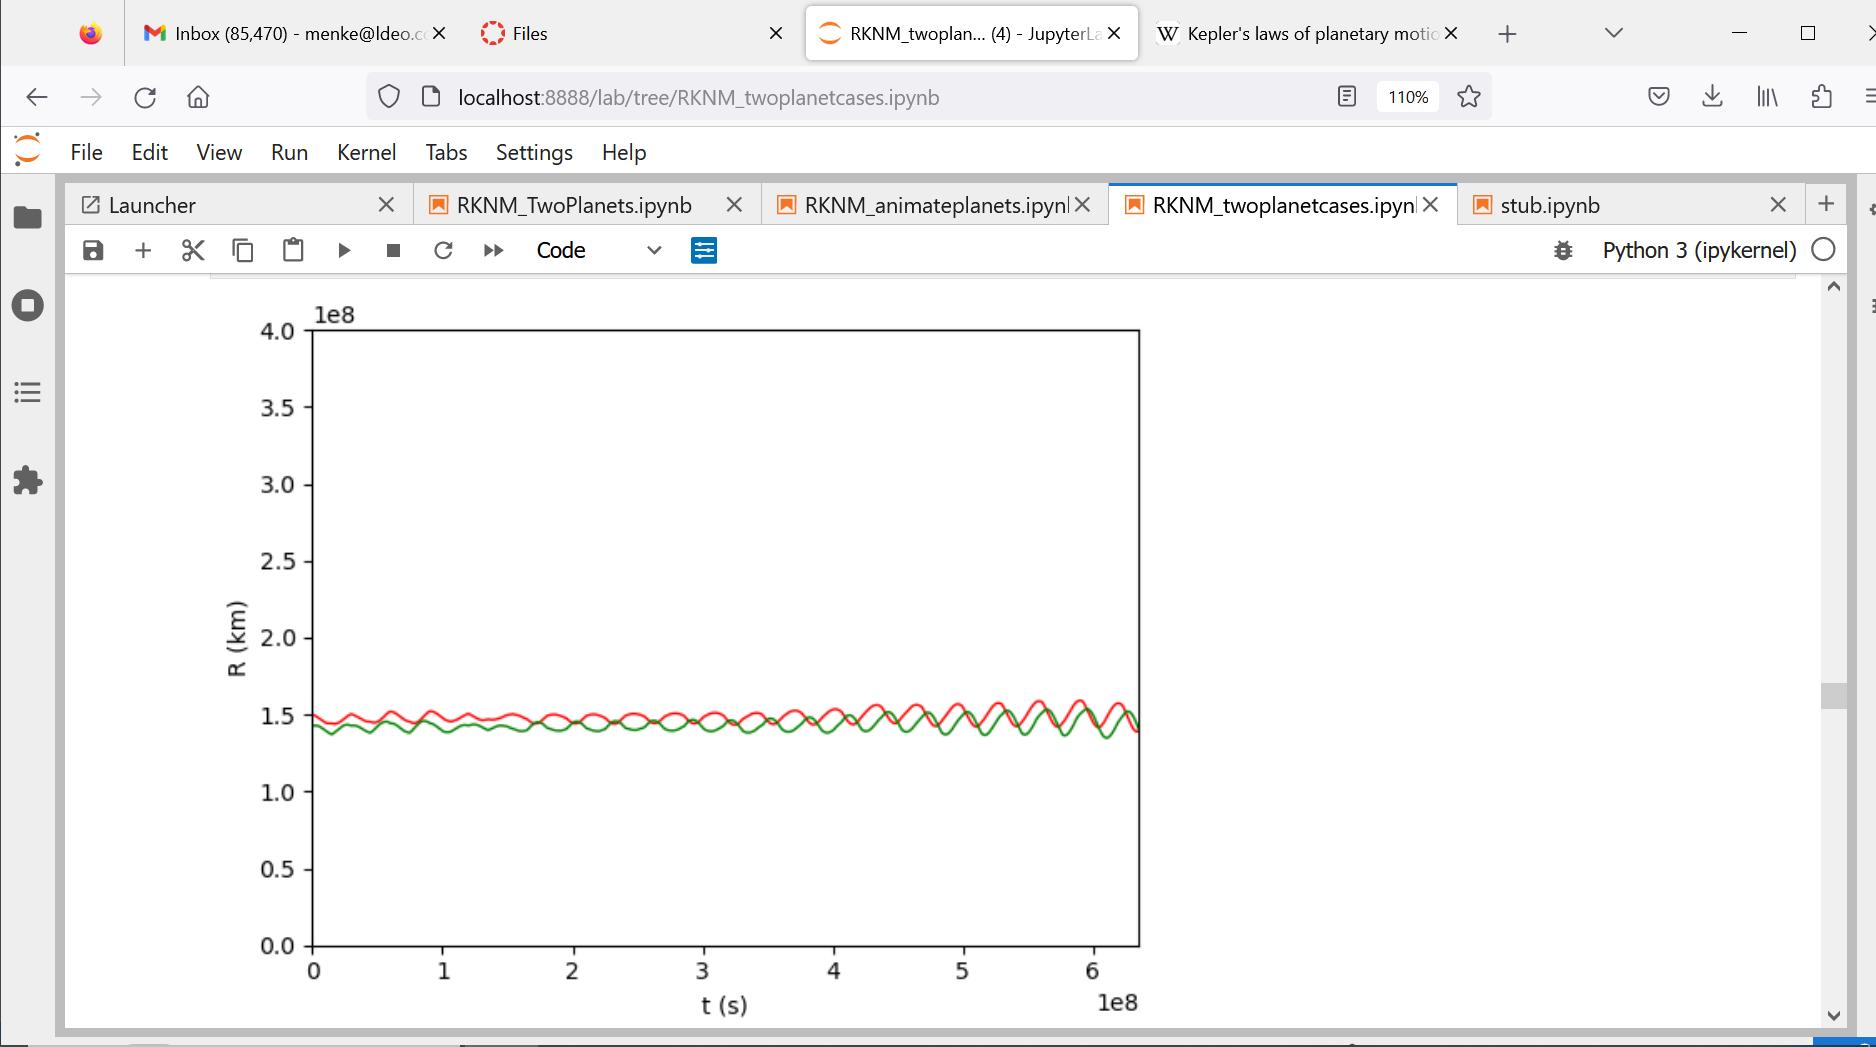 Inbox (85,470) - menke@ldeo.c
Files
RKNM_twoplan... (4) - JupyterLa
W Kepler's laws of planetary motio
localhost:8888/lab/tree/RKNM_twoplanetcases.ipynb
110%
File Edit View Run Kernel Tabs Settings Help
Launcher
RKNM_TwoPlanets.ipynb
RKNM_animateplanets.ipynl
RKNM_twoplanetcases.ipynl
stub.ipynb
Code
Python 3 (ipykernel)
1e8
4.0
3.5
3.0
2.5
2.0
1.5
1.0
0.5
0.0
R (km)
0 1 2 3 4 5 6
t (s)
1e8